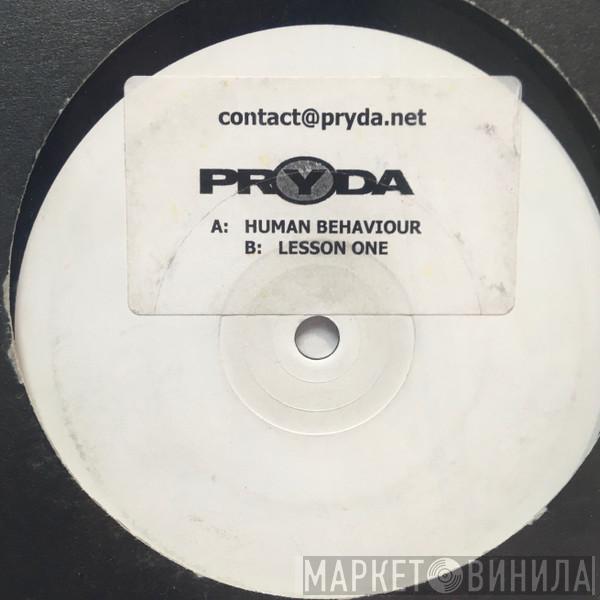 contact@pryda.net
PRYDA
A: HUMAN BEHAVIOUR
B: LESSON ONE
МАРКЕТ ВИНИЛА